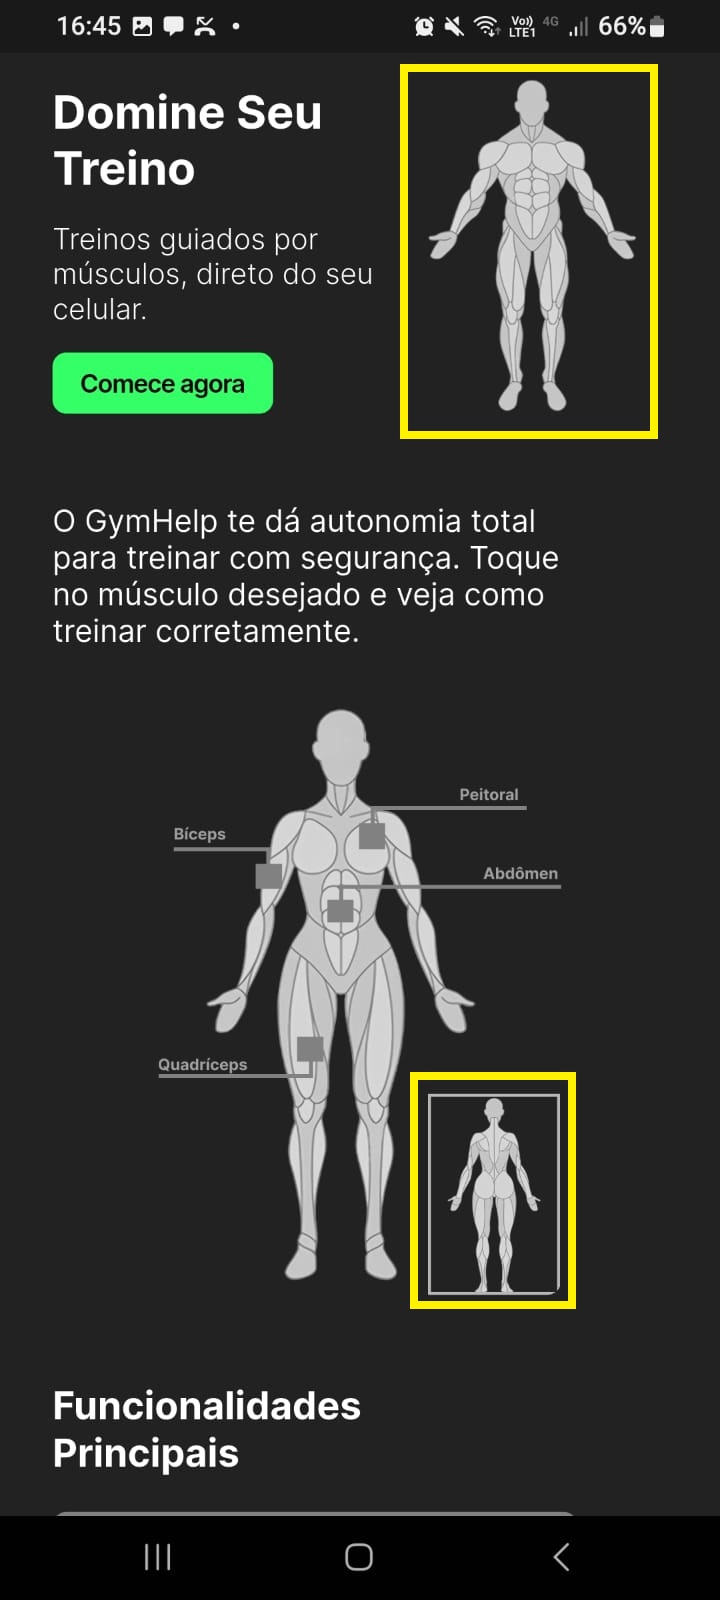 16:45
Vo)) LTE1
4G
66%
Domine Seu
Treino
Treinos guiados por
músculos, direto do seu
celular.
Comece agora
O GymHelp te dá autonomia total
para treinar com segurança. Toque
no músculo desejado e veja como
treinar corretamente.
Peitoral
Bíceps
Abdômen
Quadríceps
Funcionalidades
Principais